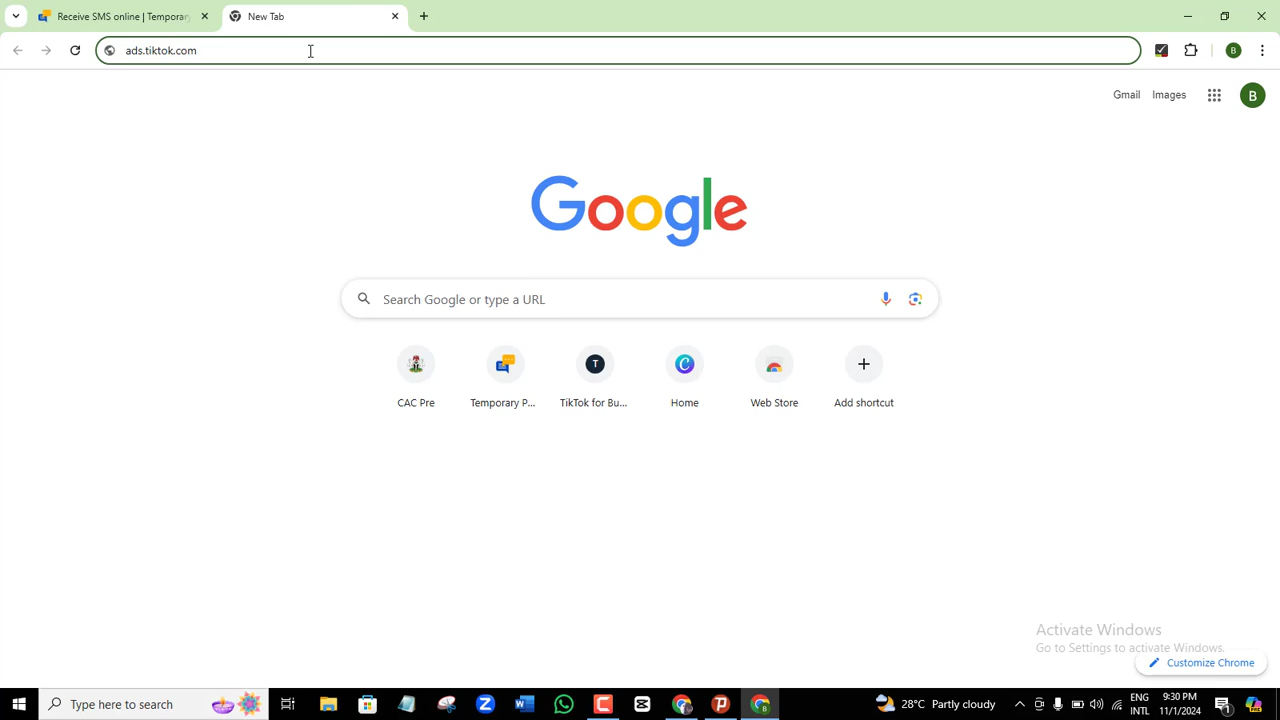 Receive SMS online | Temporary
New Tab
ads.tiktok.com
B
Gmail
Images
B
Google
Search Google or type a URL
T
CAC Pre
Temporary P...
TikTok for Bu...
Home
Web Store
Add shortcut
Activate Windows
Go to Settings to activate Windows.
Customize Chrome
Type here to search
28°C Partly cloudy
ENG
INTL
9:30 PM
11/1/2024